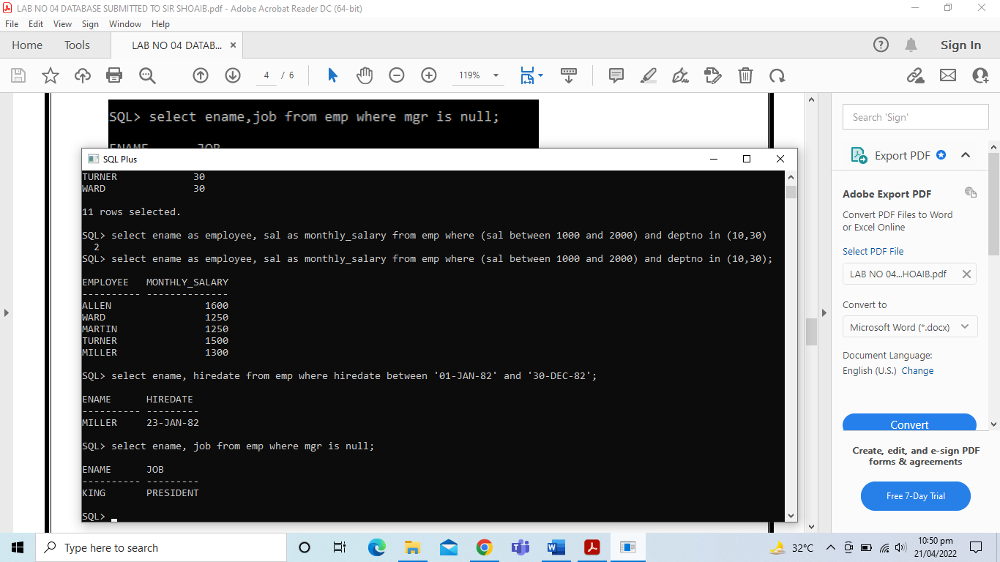 LAB NO 04 DATABASE SUBMITTED TO SIR SHOAIB.pdf - Adobe Acrobat Reader DC (64-bit)
File Edit View Sign Window Help
Home Tools LAB NO 04 DATAB... × ? Sign In
4 / 6 119%
SQL> select ename,job from emp where mgr is null;
ENAME JOB
SQL Plus
TURNER 30
WARD 30
11 rows selected.
SQL> select ename as employee, sal as monthly_salary from emp where (sal between 1000 and 2000) and deptno in (10,30)
2
SQL> select ename as employee, sal as monthly_salary from emp where (sal between 1000 and 2000) and deptno in (10,30);
EMPLOYEE MONTHLY_SALARY
---------- --------------
ALLEN 1600
WARD 1250
MARTIN 1250
TURNER 1500
MILLER 1300
SQL> select ename, hiredate from emp where hiredate between '01-JAN-82' and '30-DEC-82';
ENAME HIREDATE
---------- ---------
MILLER 23-JAN-82
SQL> select ename, job from emp where mgr is null;
ENAME JOB
---------- ---------
KING PRESIDENT
SQL>
Search 'Sign'
Export PDF
Adobe Export PDF
Convert PDF Files to Word
or Excel Online
Select PDF File
LAB NO 04...HOAIB.pdf
Convert to
Microsoft Word (*.docx)
Document Language:
English (U.S.) Change
Convert
Create, edit, and e-sign PDF
forms & agreements
Free 7-Day Trial
Type here to search
32°C
10:50 pm
21/04/2022